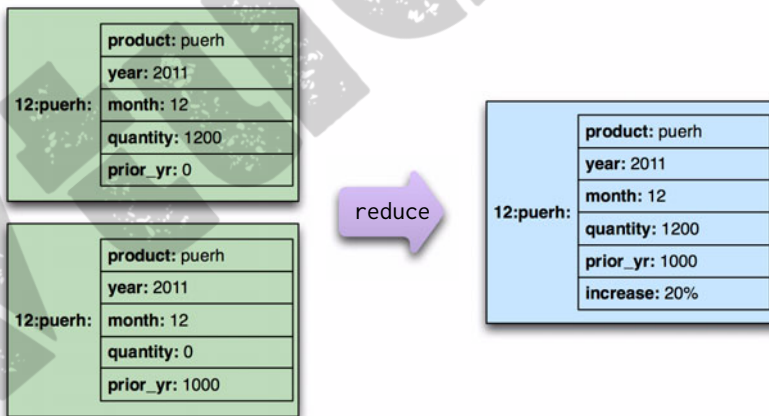 12:puerh:
product: puerh
year: 2011
month: 12
quantity: 1200
prior_yr: 0
12:puerh:
product: puerh
year: 2011
month: 12
quantity: 0
prior_yr: 1000
reduce
12:puerh:
product: puerh
year: 2011
month: 12
quantity: 1200
prior_yr: 1000
increase: 20%